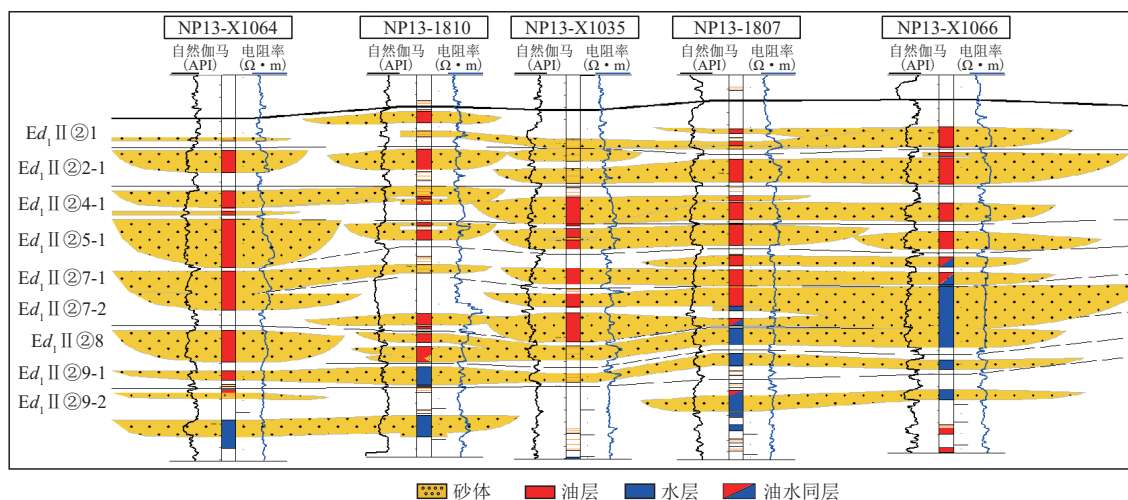 NP13-X1064 NP13-1810 NP13-X1035 NP13-1807 NP13-X1066
自然伽马 电阻率 自然伽马 电阻率 自然伽马 电阻率 自然伽马 电阻率 自然伽马 电阻率
(API) (Ω·m) (API) (Ω·m) (API) (Ω·m) (API) (Ω·m) (API) (Ω·m)
Ed₁Ⅱ②1
Ed₁Ⅱ②2-1
Ed₁Ⅱ②4-1
Ed₁Ⅱ②5-1
Ed₁Ⅱ②7-1
Ed₁Ⅱ②7-2
Ed₁Ⅱ②8
Ed₁Ⅱ②9-1
Ed₁Ⅱ②9-2
砂体 油层 水层 油水同层